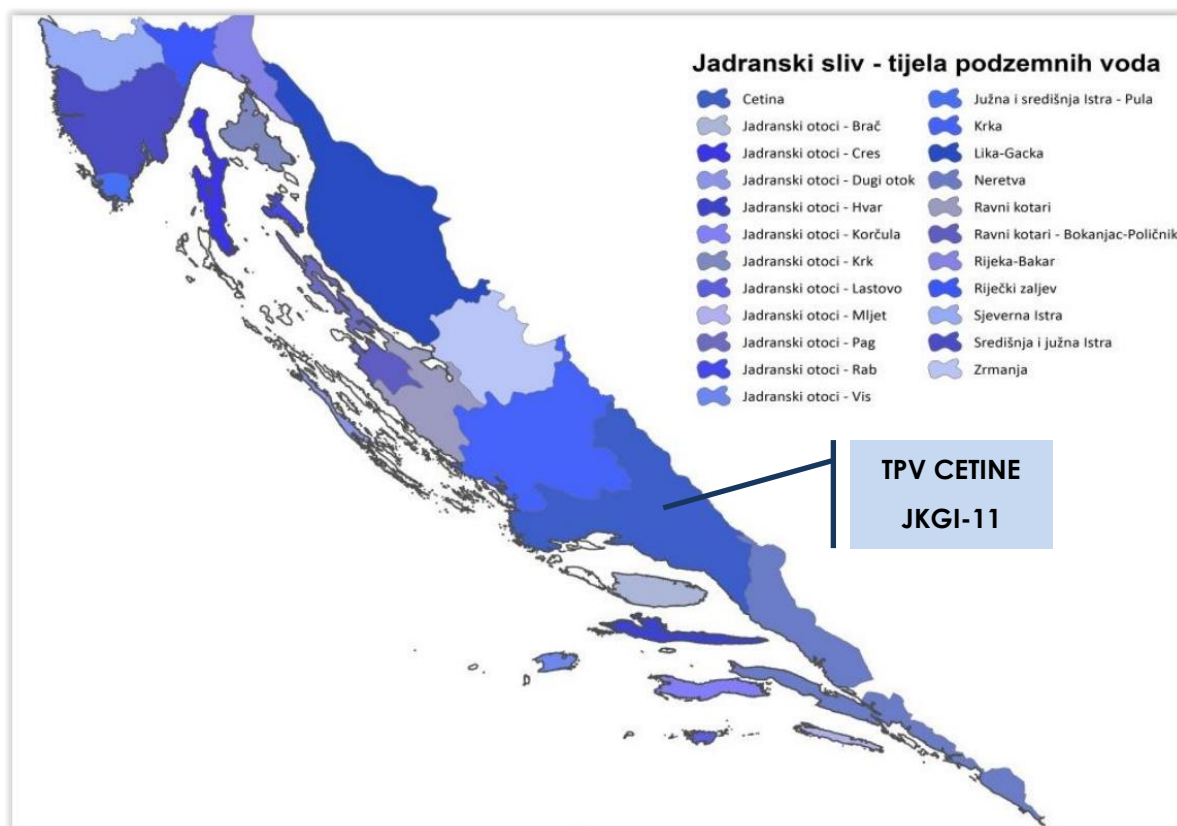 Jadranski sliv - tijela podzemnih voda
Cetina
Jadranski otoci - Brač
Jadranski otoci - Cres
Jadranski otoci - Dugi otok
Jadranski otoci - Hvar
Jadranski otoci - Korčula
Jadranski otoci - Krk
Jadranski otoci - Lastovo
Jadranski otoci - Mljet
Jadranski otoci - Pag
Jadranski otoci - Rab
Jadranski otoci - Vis
Južna i središnja Istra - Pula
Krka
Lika-Gacka
Neretva
Ravni kotari
Ravni kotari - Bokanjac-Poličnik
Rijeka-Bakar
Riječki zaljev
Sjeverna Istra
Središnja i južna Istra
Zrmanja
TPV CETINE
JKGI-11